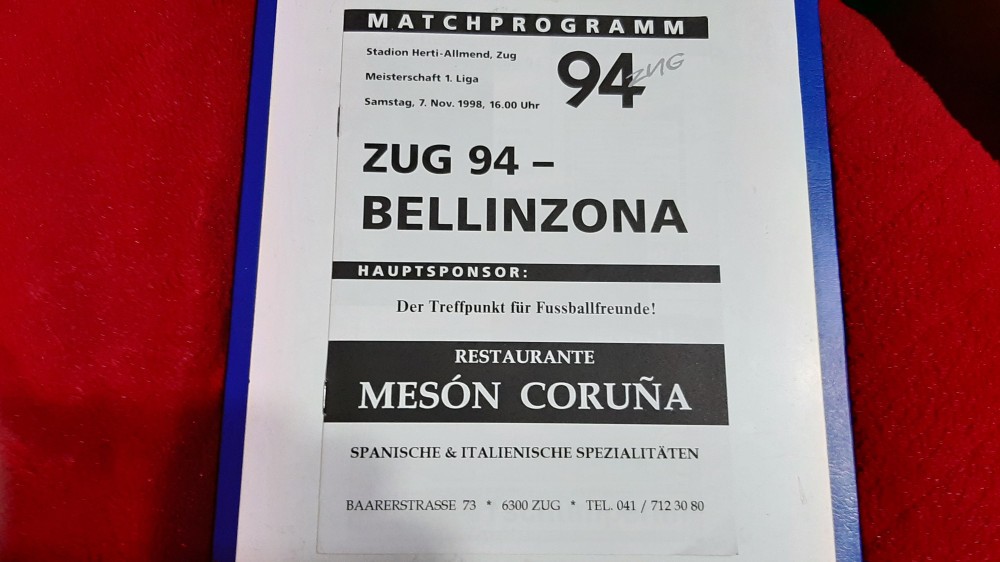 MATCHPROGRAMM
Stadion Herti-Allmend, Zug
Meisterschaft 1. Liga
Samstag, 7. Nov. 1998, 16.00 Uhr
94 ZUG
ZUG 94 –
BELLINZONA
HAUPTSPONSOR:
Der Treffpunkt für Fussballfreunde!
RESTAURANTE
MESÓN CORUÑA
SPANISCHE & ITALIENISCHE SPEZIALITÄTEN
BAARERSTRASSE 73 * 6300 ZUG * TEL. 041 / 712 30 80